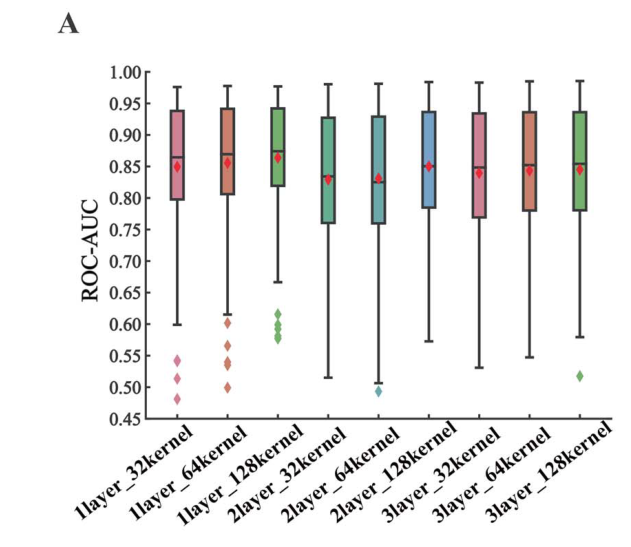 A
1.00
0.95
0.90
0.85
0.80
0.75
0.70
0.65
0.60
0.55
0.50
0.45
ROC-AUC
1layer_32kernel
1layer_64kernel
1layer_128kernel
2layer_32kernel
2layer_64kernel
2layer_128kernel
3layer_32kernel
3layer_64kernel
3layer_128kernel